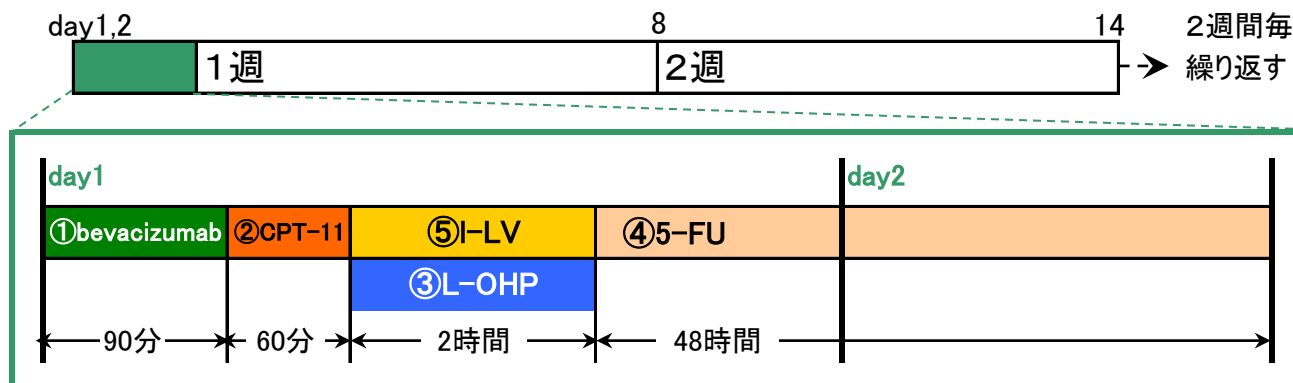 day1,2
8
14
2週間毎
1週
2週
繰り返す
day1
day2
①bevacizumab
②CPT-11
⑤l-LV
④5-FU
③L-OHP
90分
60分
2時間
48時間